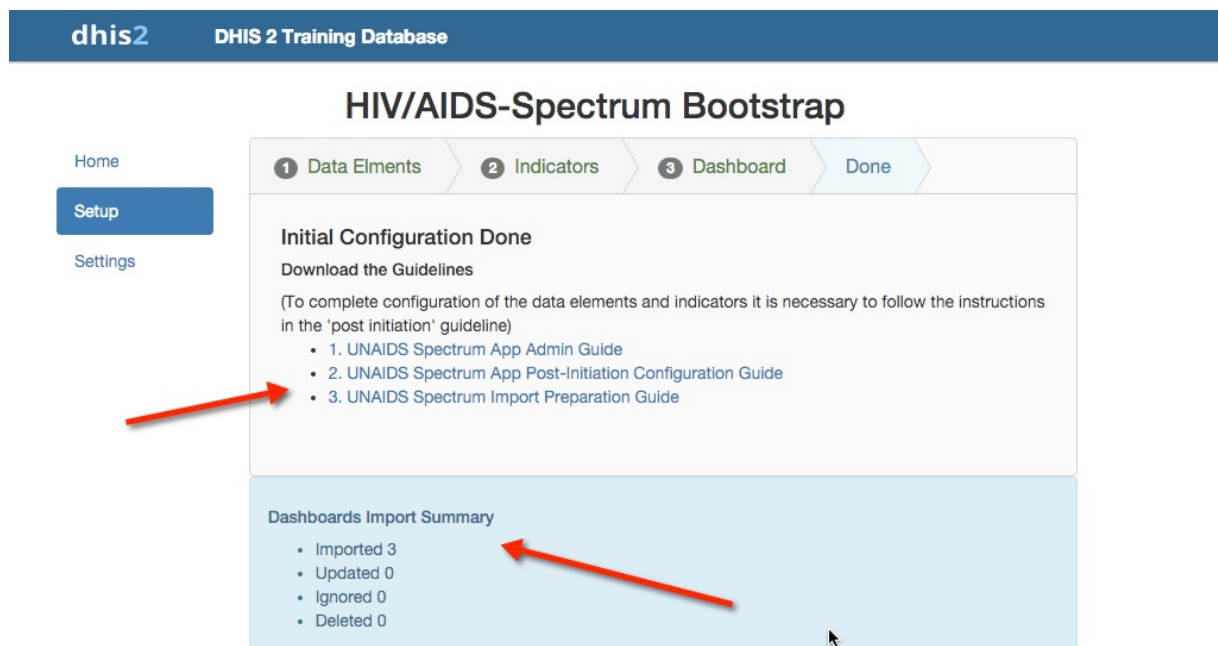 dhis2 DHIS 2 Training Database
HIV/AIDS-Spectrum Bootstrap
Home
Setup
Settings
1 Data Elments 2 Indicators 3 Dashboard Done
Initial Configuration Done
Download the Guidelines
(To complete configuration of the data elements and indicators it is necessary to follow the instructions
in the 'post initiation' guideline)
• 1. UNAIDS Spectrum App Admin Guide
• 2. UNAIDS Spectrum App Post-Initiation Configuration Guide
• 3. UNAIDS Spectrum Import Preparation Guide
Dashboards Import Summary
• Imported 3
• Updated 0
• Ignored 0
• Deleted 0